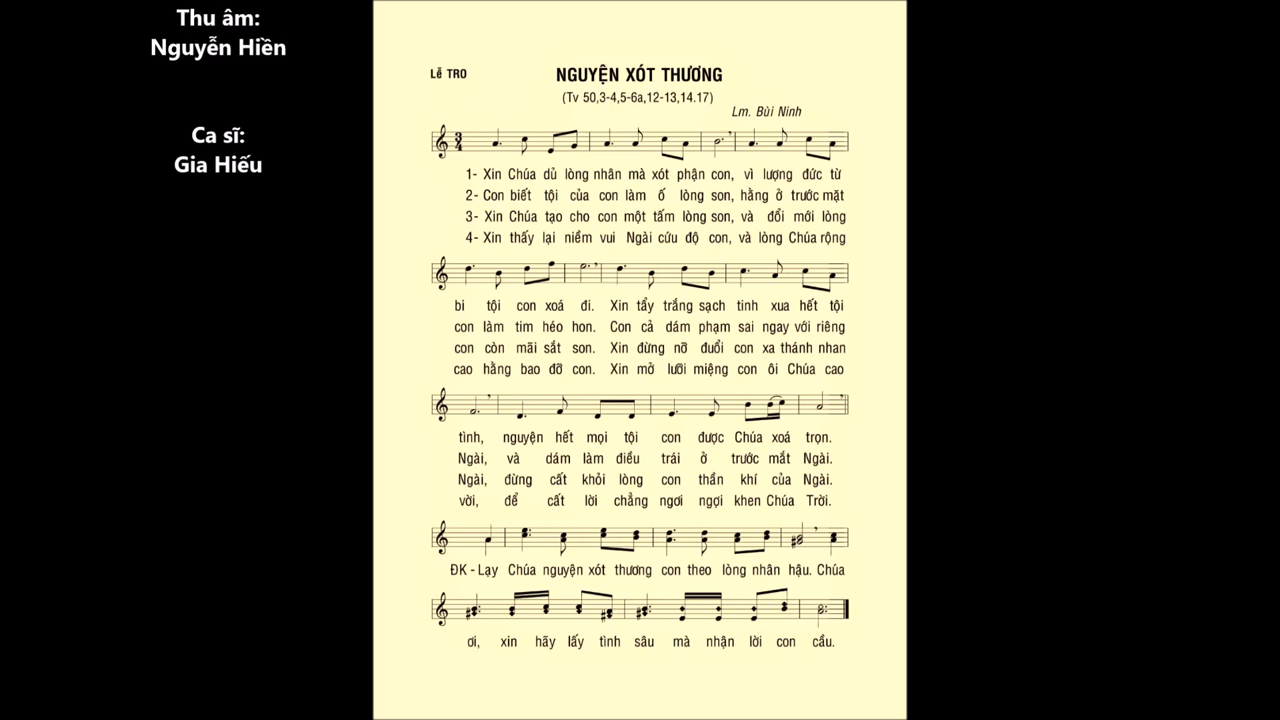 Thu âm:
Nguyễn Hiền
Ca sĩ:
Gia Hiếu
Lễ TRO
NGUYỆN XÓT THƯƠNG
(Tv 50,3-4,5-6a,12-13,14.17)
Lm. Bùi Ninh
1- Xin Chúa dủ lòng nhân mà xót phận con, vì lượng đức từ
2- Con biết tội của con làm ố lòng son, hằng ở trước mặt
3- Xin Chúa tạo cho con một tấm lòng son, và đổi mới lòng
4- Xin thấy lại niềm vui Ngài cứu độ con, và lòng Chúa rộng
bi tội con xoá đi. Xin tẩy trắng sạch tinh xua hết tội
con làm tim héo hon. Con cả dám phạm sai ngay với riêng
con còn mãi sắt son. Xin đừng nỡ đuổi con xa thánh nhan
cao hằng bao đỡ con. Xin mở lưỡi miệng con ôi Chúa cao
tình, nguyện hết mọi tội con được Chúa xoá trọn.
Ngài, và dám làm điều trái ở trước mắt Ngài.
Ngài, đừng cất khỏi lòng con thần khí của Ngài.
vời, để cất lời chẳng ngơi ngợi khen Chúa Trời.
ĐK - Lạy Chúa nguyện xót thương con theo lòng nhân hậu. Chúa
ơi, xin hãy lấy tình sâu mà nhận lời con cầu.